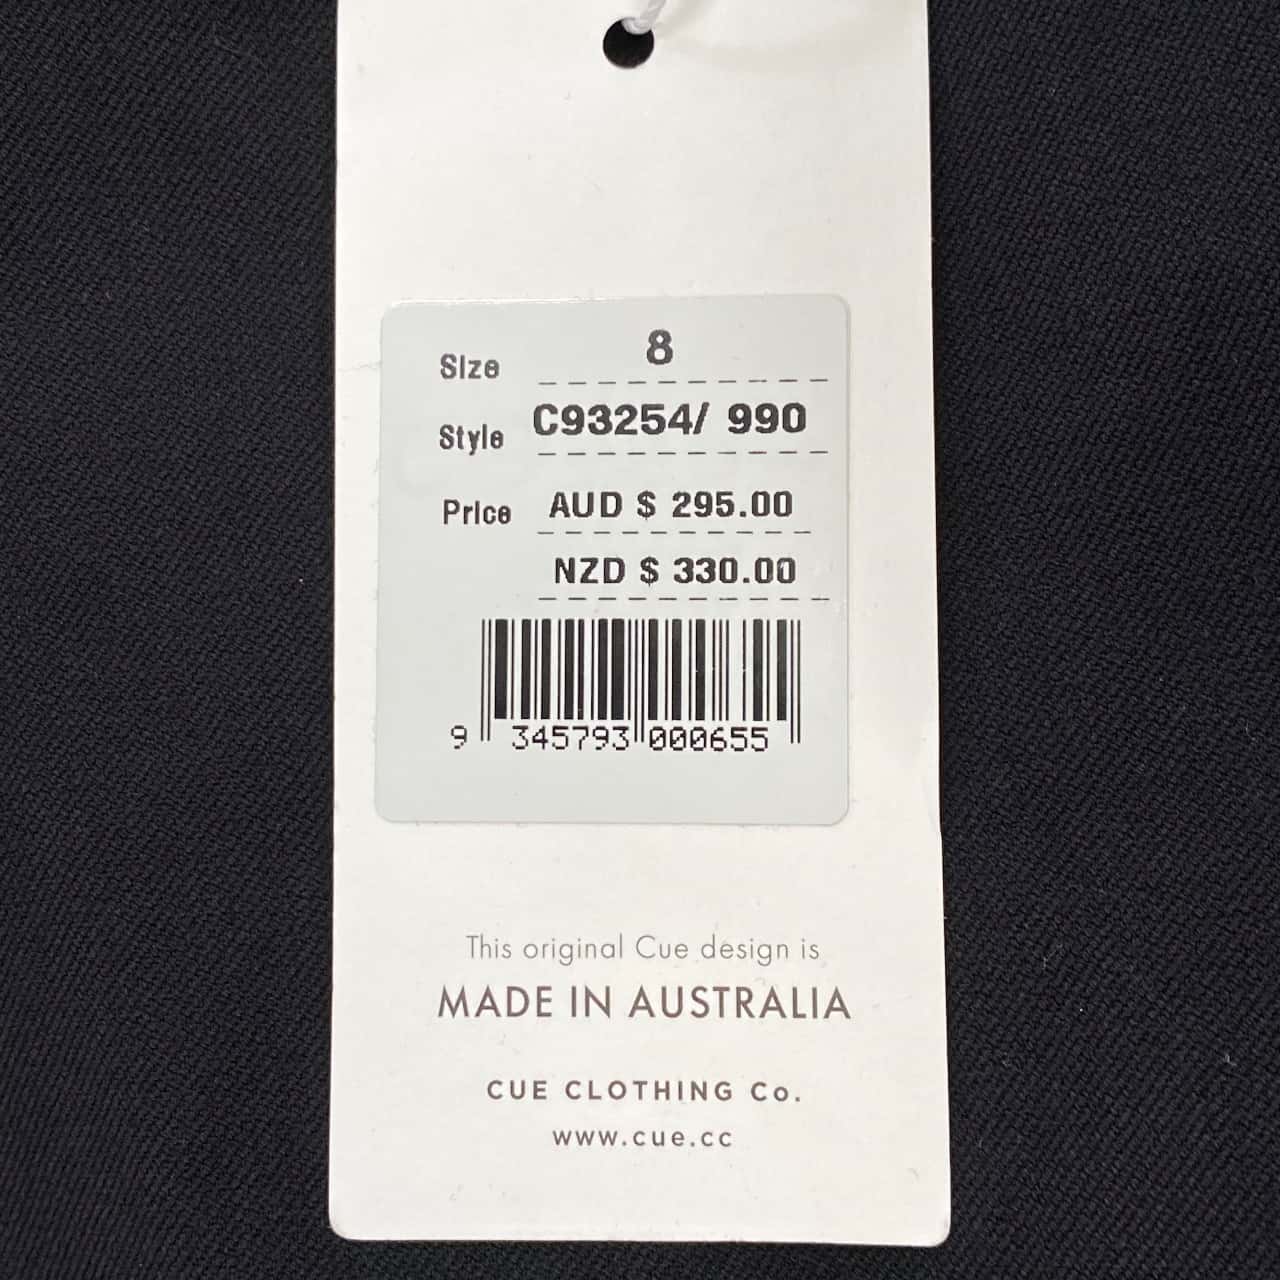 Size 8
Style C93254/ 990
Price AUD $ 295.00
NZD $ 330.00
9 345793 000655
This original Cue design is
MADE IN AUSTRALIA
CUE CLOTHING Co.
www.cue.cc